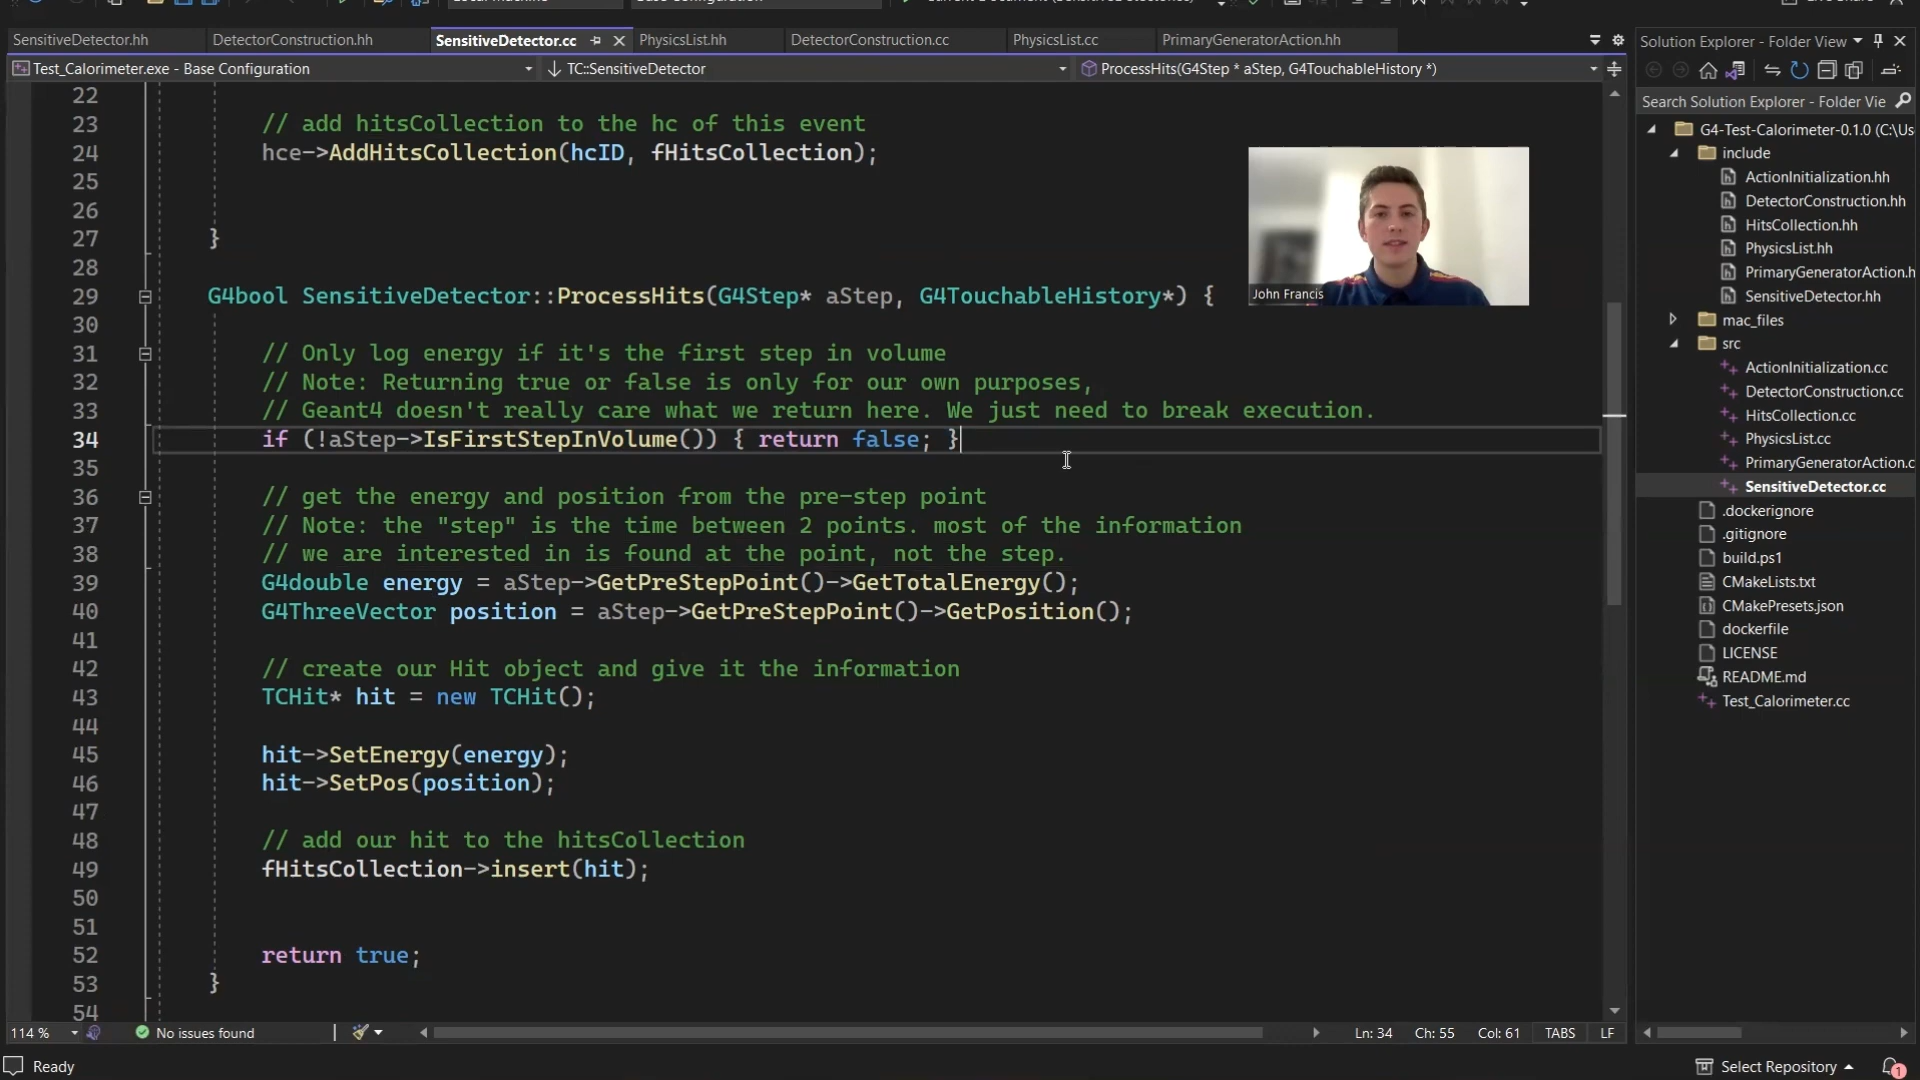 SensitiveDetector.hh
DetectorConstruction.hh
SensitiveDetector.cc
PhysicsList.hh
DetectorConstruction.cc
PhysicsList.cc
PrimaryGeneratorAction.hh
Test_Calorimeter.exe - Base Configuration
TC::SensitiveDetector
ProcessHits(G4Step * aStep, G4TouchableHistory *)
22
23 // add hitsCollection to the hc of this event
24 hce->AddHitsCollection(hcID, fHitsCollection);
25
26
27 }
28
29 G4bool SensitiveDetector::ProcessHits(G4Step* aStep, G4TouchableHistory*) {
30
31 // Only log energy if it's the first step in volume
32 // Note: Returning true or false is only for our own purposes,
33 // Geant4 doesn't really care what we return here. We just need to break execution.
34 if (!aStep->IsFirstStepInVolume()) { return false; }
35
36 // get the energy and position from the pre-step point
37 // Note: the "step" is the time between 2 points. most of the information
38 // we are interested in is found at the point, not the step.
39 G4double energy = aStep->GetPreStepPoint()->GetTotalEnergy();
40 G4ThreeVector position = aStep->GetPreStepPoint()->GetPosition();
41
42 // create our Hit object and give it the information
43 TCHit* hit = new TCHit();
44
45 hit->SetEnergy(energy);
46 hit->SetPos(position);
47
48 // add our hit to the hitsCollection
49 fHitsCollection->insert(hit);
50
51
52 return true;
53 }
54
John Francis
Solution Explorer - Folder View
Search Solution Explorer - Folder Vie
G4-Test-Calorimeter-0.1.0 (C:\Us
include
ActionInitialization.hh
DetectorConstruction.hh
HitsCollection.hh
PhysicsList.hh
PrimaryGeneratorAction.h
SensitiveDetector.hh
mac_files
src
ActionInitialization.cc
DetectorConstruction.cc
HitsCollection.cc
PhysicsList.cc
PrimaryGeneratorAction.c
SensitiveDetector.cc
.dockerignore
.gitignore
build.ps1
CMakeLists.txt
CMakePresets.json
dockerfile
LICENSE
README.md
Test_Calorimeter.cc
114 %
No issues found
Ln: 34
Ch: 55
Col: 61
TABS
LF
Ready
Select Repository
1